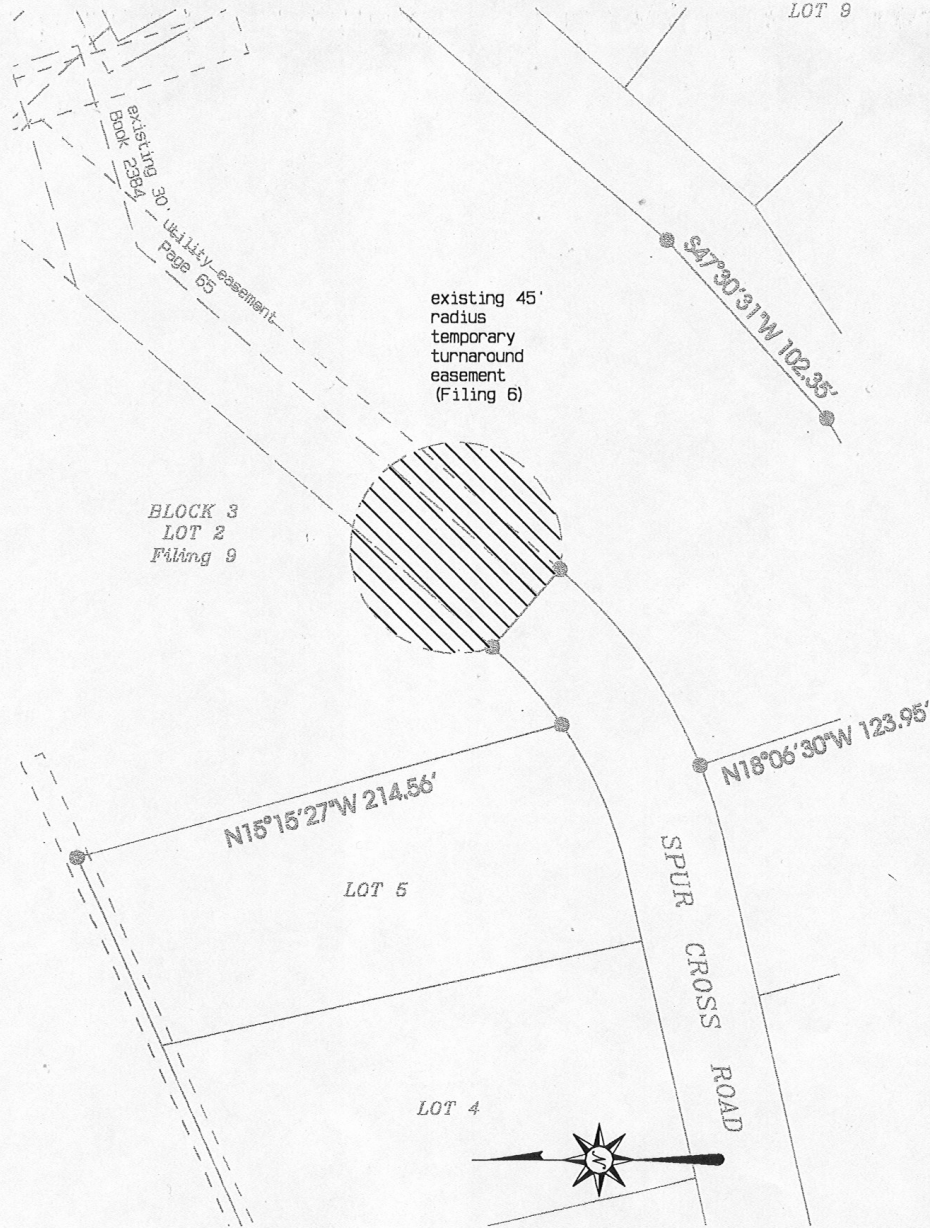 LOT 9
existing 30' utility easement
Book 2384 Page 65
S47°30'31"W 102.35'
existing 45'
radius
temporary
turnaround
easement
(Filing 6)
BLOCK 3
LOT 2
Filing 9
N18°06'30"W 123.95'
N15°15'27"W 214.56'
LOT 5
SPUR CROSS ROAD
LOT 4
N